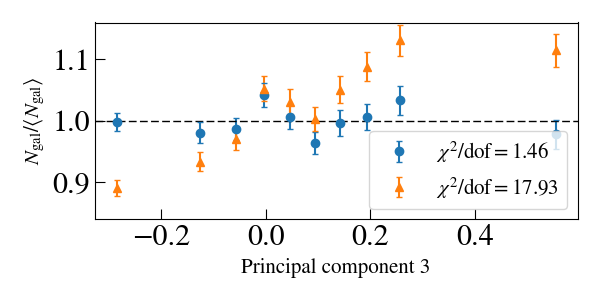 1.1
1.0
0.9
N_gal/⟨N_gal⟩
χ²/dof = 1.46
χ²/dof = 17.93
−0.2 0.0 0.2 0.4
Principal component 3